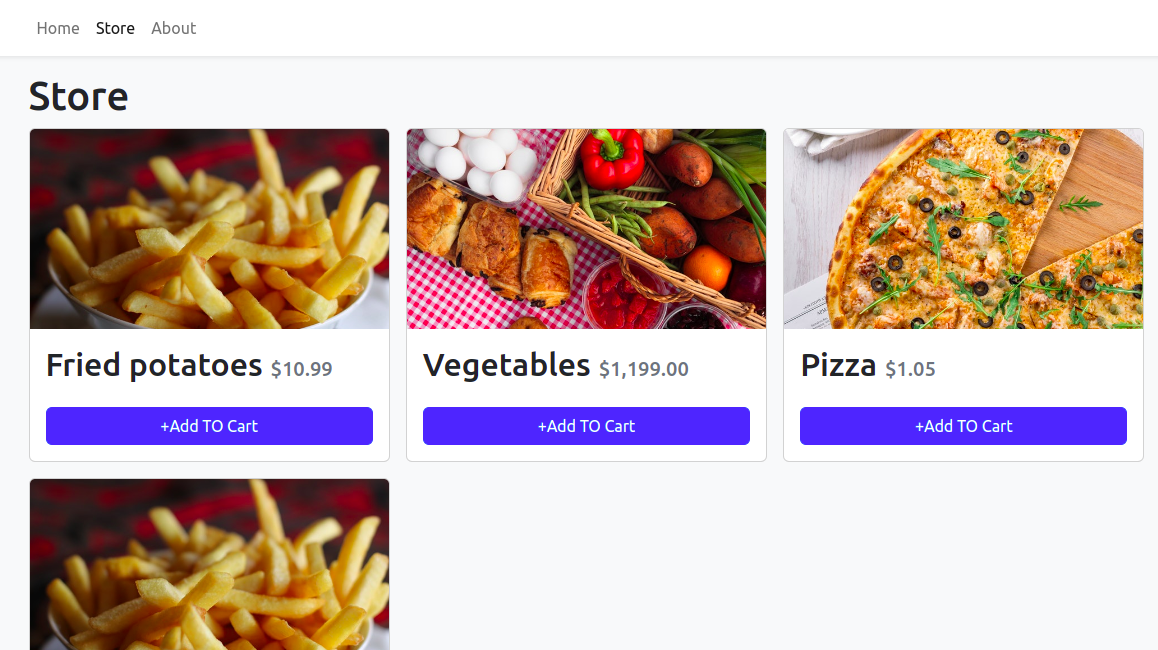 Home Store About
Store
Fried potatoes $10.99
Vegetables $1,199.00
Pizza $1.05
+Add TO Cart
+Add TO Cart
+Add TO Cart